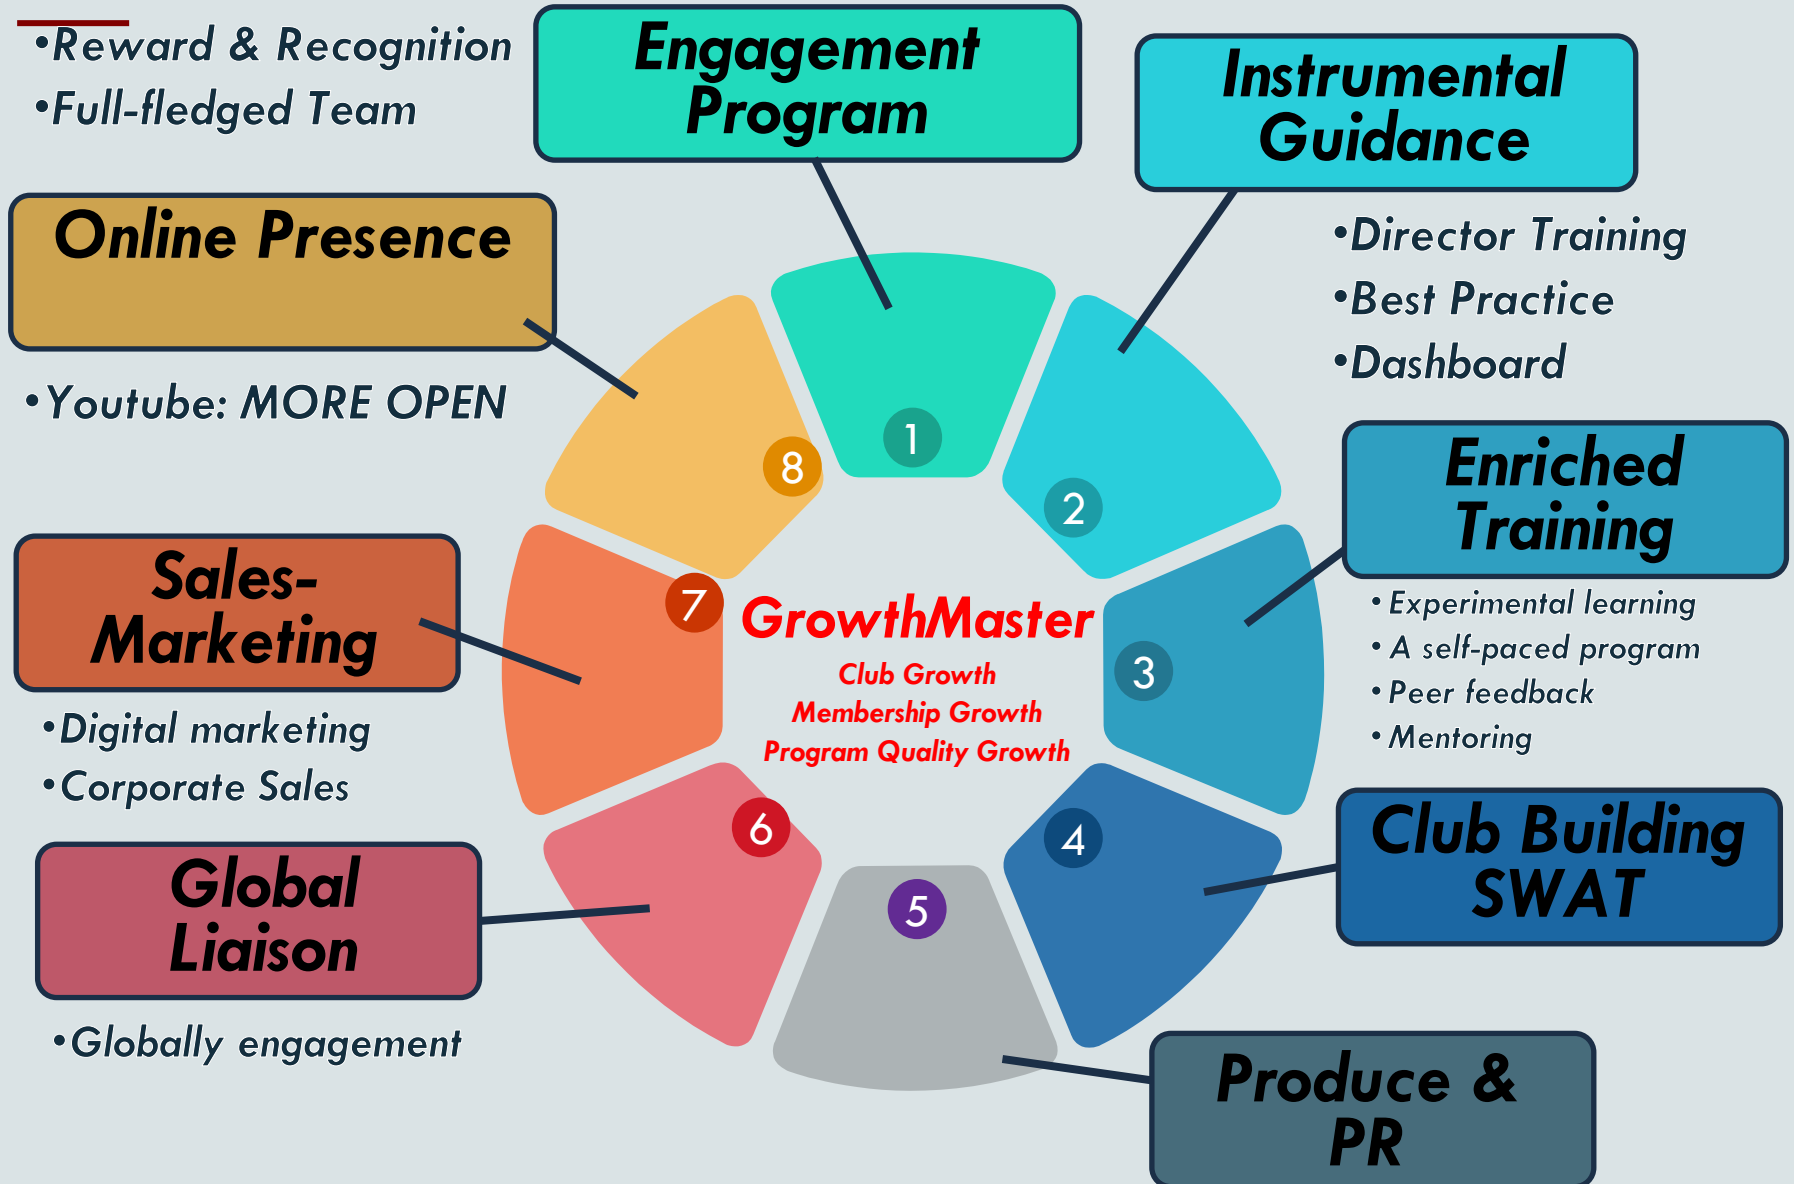 •Reward & Recognition
•Full-fledged Team
Engagement
Program
Instrumental
Guidance
•Director Training
•Best Practice
•Dashboard
Online Presence
•Youtube: MORE OPEN
Enriched
Training
•Experimental learning
•A self-paced program
•Peer feedback
•Mentoring
Sales-
Marketing
•Digital marketing
•Corporate Sales
Club Building
SWAT
Global
Liaison
•Globally engagement
Produce &
PR
1
2
3
4
5
6
7
8
GrowthMaster
Club Growth
Membership Growth
Program Quality Growth